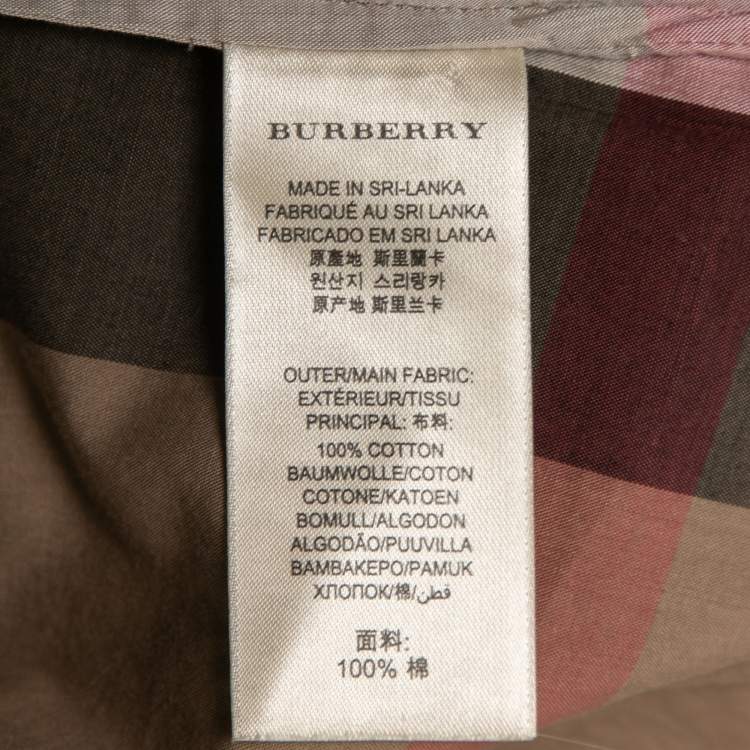 BURBERRY
MADE IN SRI-LANKA
FABRIQUÉ AU SRI LANKA
FABRICADO EM SRI LANKA
原產地 斯里蘭卡
원산지 스리랑카
原产地 斯里兰卡
OUTER/MAIN FABRIC:
EXTÉRIEUR/TISSU
PRINCIPAL: 布料:
100% COTTON
BAUMWOLLE/COTON
COTONE/KATOEN
BOMULL/ALGODON
ALGODÃO/PUUVILLA
BAMBAKEPO/PAMUK
ХЛОПОК/棉/قطن
面料:
100% 棉